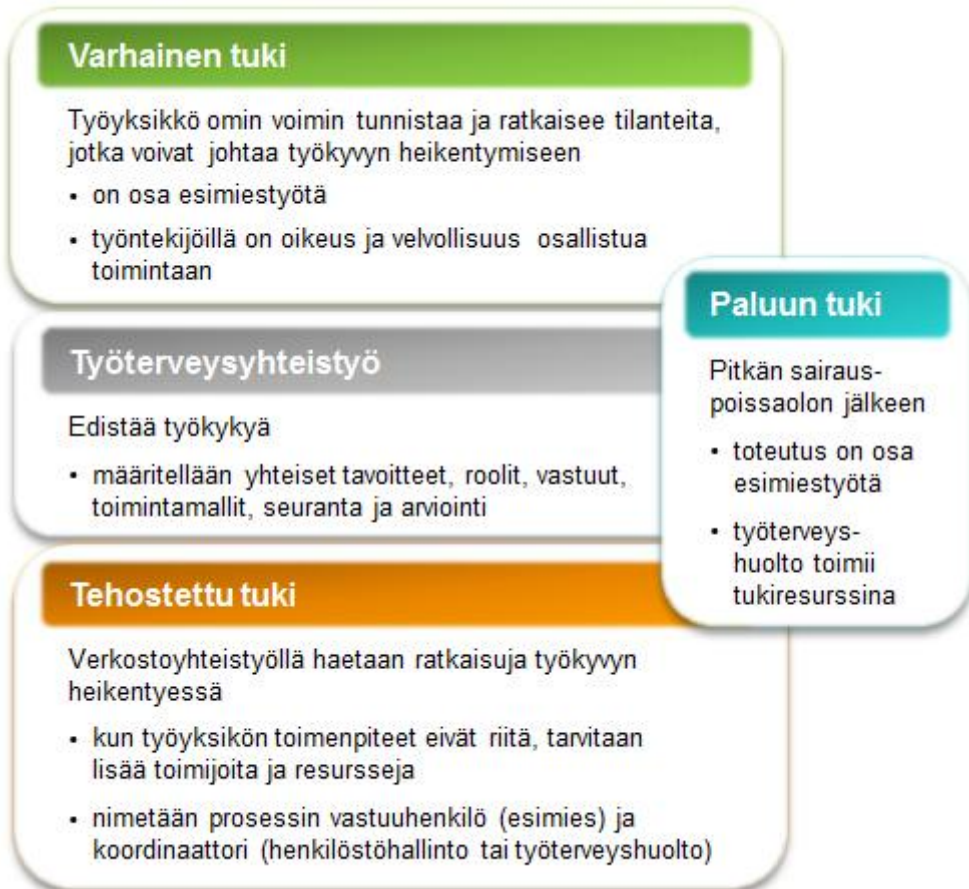 Varhainen tuki
Työyksikkö omin voimin tunnistaa ja ratkaisee tilanteita,
jotka voivat johtaa työkyvyn heikentymiseen
• on osa esimiestyötä
• työntekijöillä on oikeus ja velvollisuus osallistua
toimintaan
Työterveysyhteistyö
Edistää työkykyä
• määritellään yhteiset tavoitteet, roolit, vastuut,
toimintamallit, seuranta ja arviointi
Paluun tuki
Pitkän sairaus-
poissaolon jälkeen
• toteutus on osa
esimiestyötä
• työterveys-
huolto toimii
tukiresurssina
Tehostettu tuki
Verkostoyhteistyöllä haetaan ratkaisuja työkyvyn
heikentyessä
• kun työyksikön toimenpiteet eivät riitä, tarvitaan
lisää toimijoita ja resursseja
• nimetään prosessin vastuuhenkilö (esimies) ja
koordinaattori (henkilöstöhallinto tai työterveyshuolto)